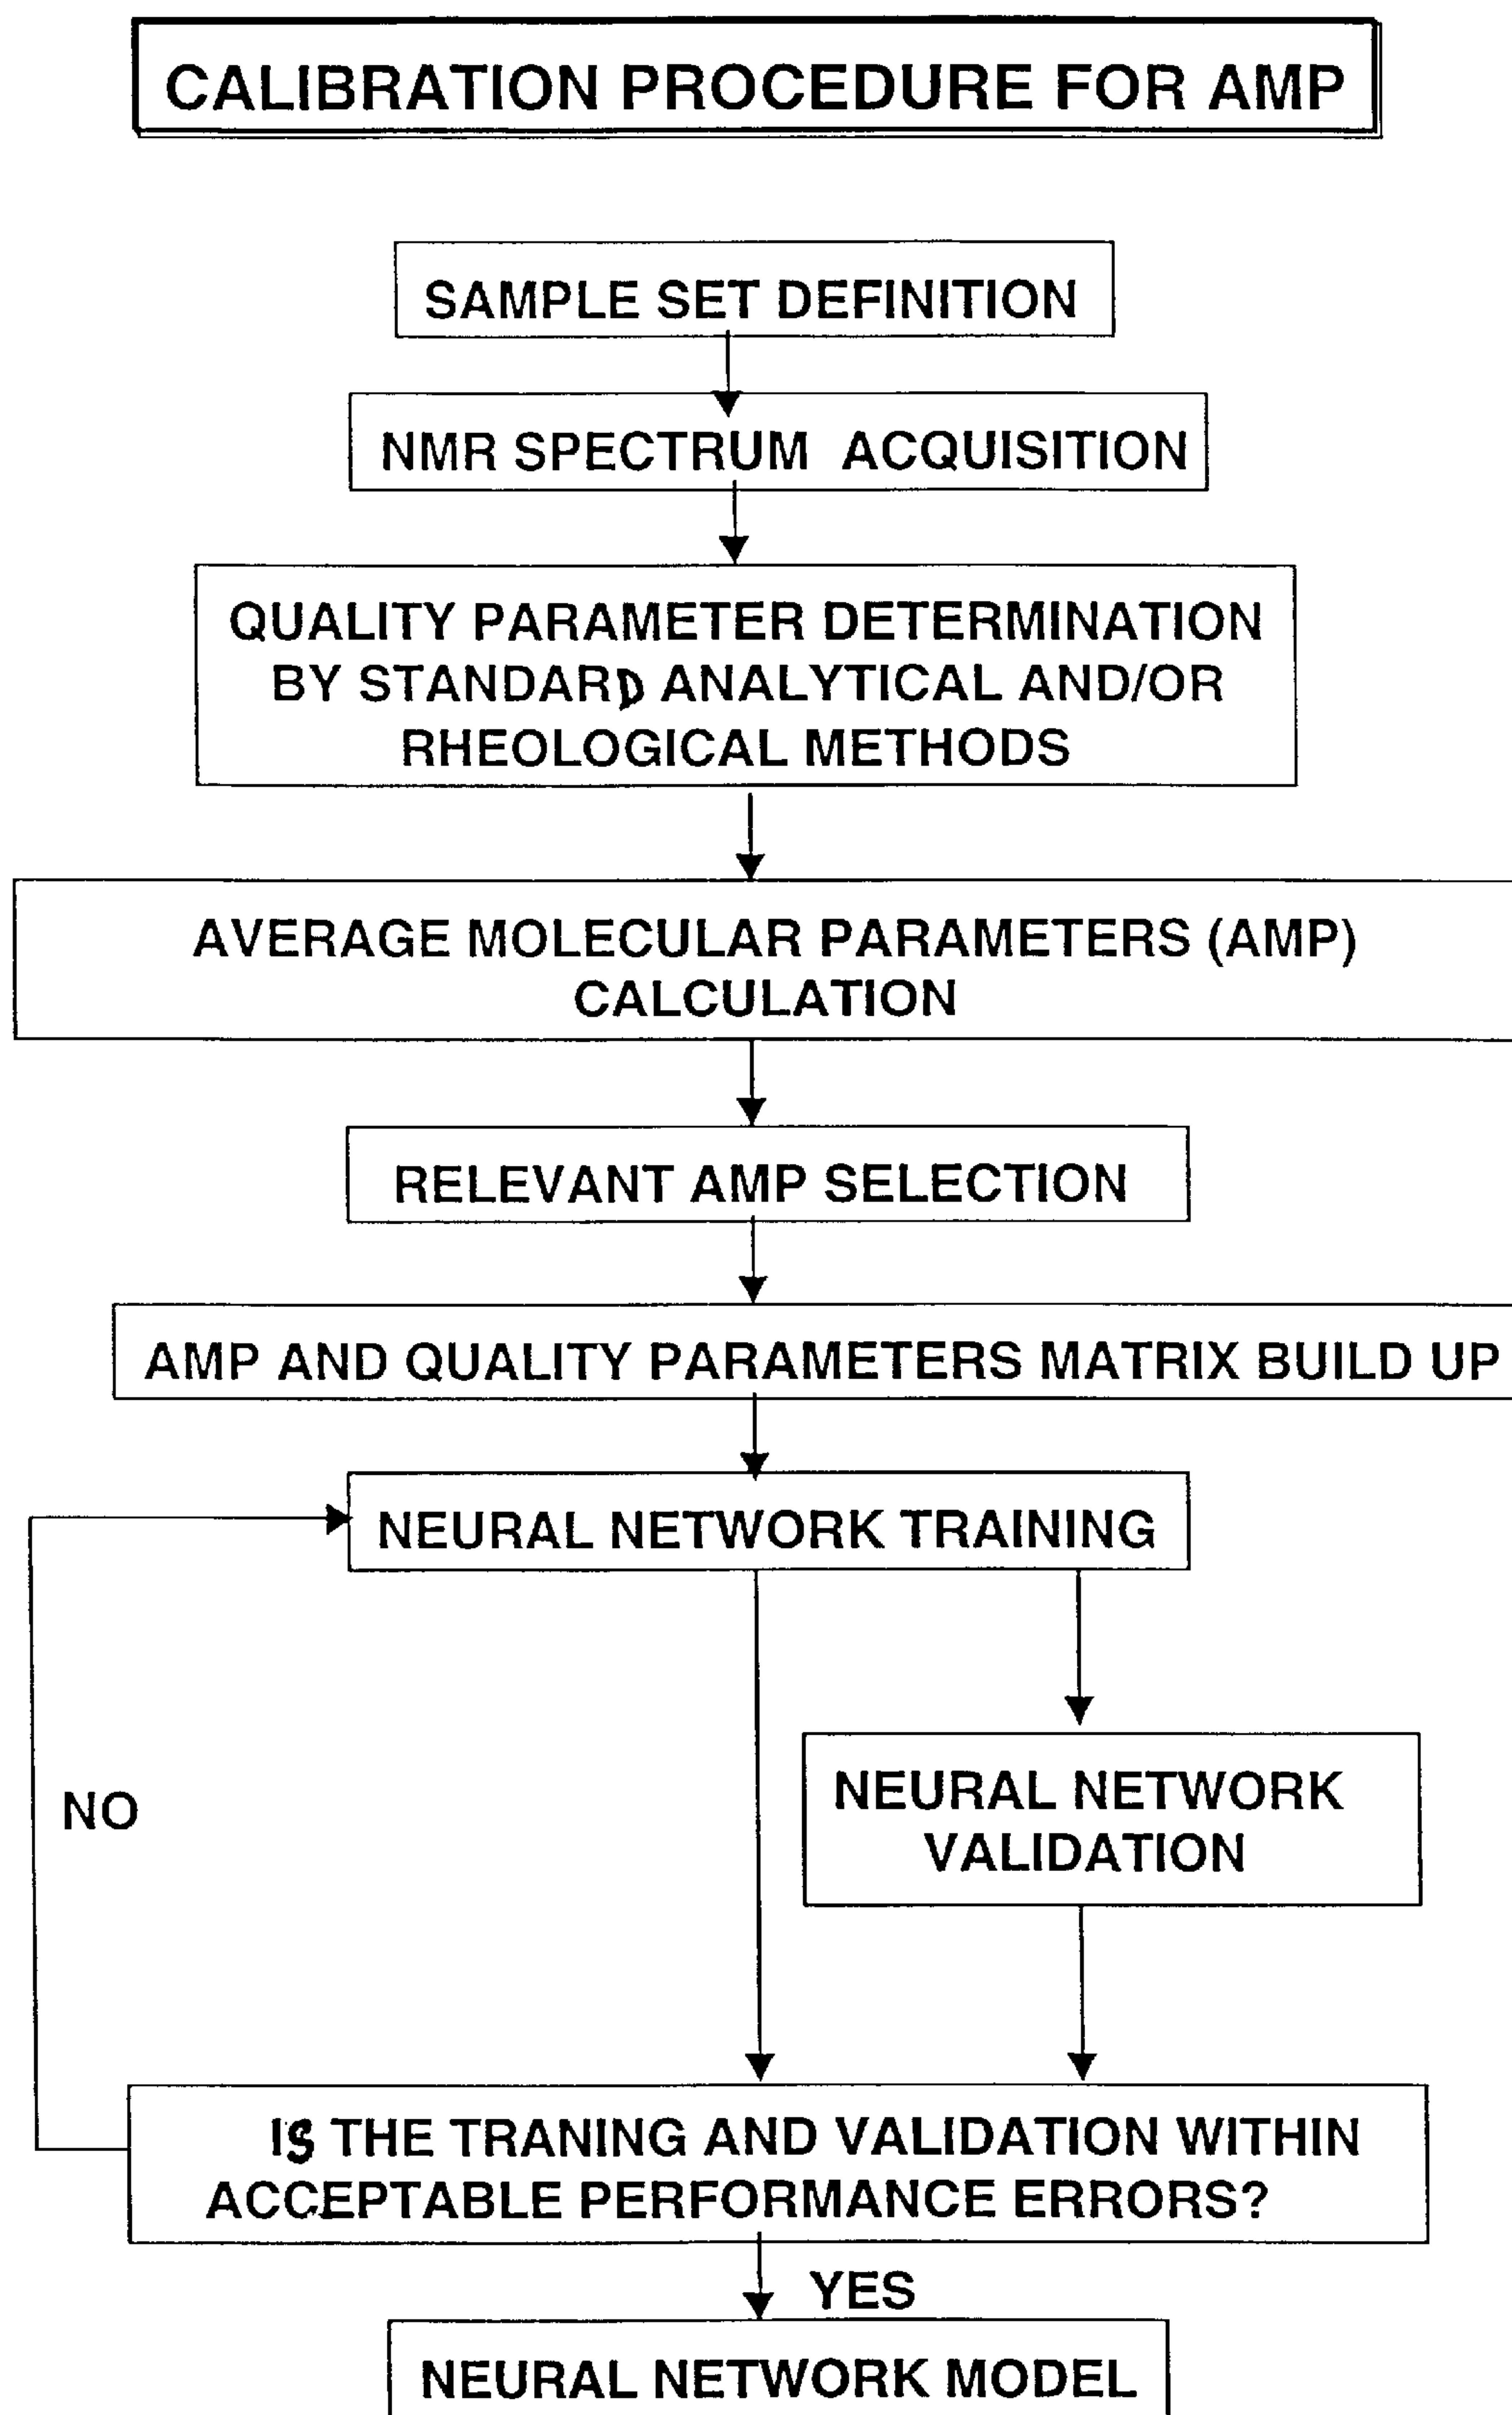 CALIBRATION PROCEDURE FOR AMP
SAMPLE SET DEFINITION
NMR SPECTRUM ACQUISITION
QUALITY PARAMETER DETERMINATION
BY STANDARD ANALYTICAL AND/OR
RHEOLOGICAL METHODS
AVERAGE MOLECULAR PARAMETERS (AMP)
CALCULATION
RELEVANT AMP SELECTION
AMP AND QUALITY PARAMETERS MATRIX BUILD UP
NEURAL NETWORK TRAINING
NEURAL NETWORK
VALIDATION
NO
IS THE TRANING AND VALIDATION WITHIN
ACCEPTABLE PERFORMANCE ERRORS?
YES
NEURAL NETWORK MODEL